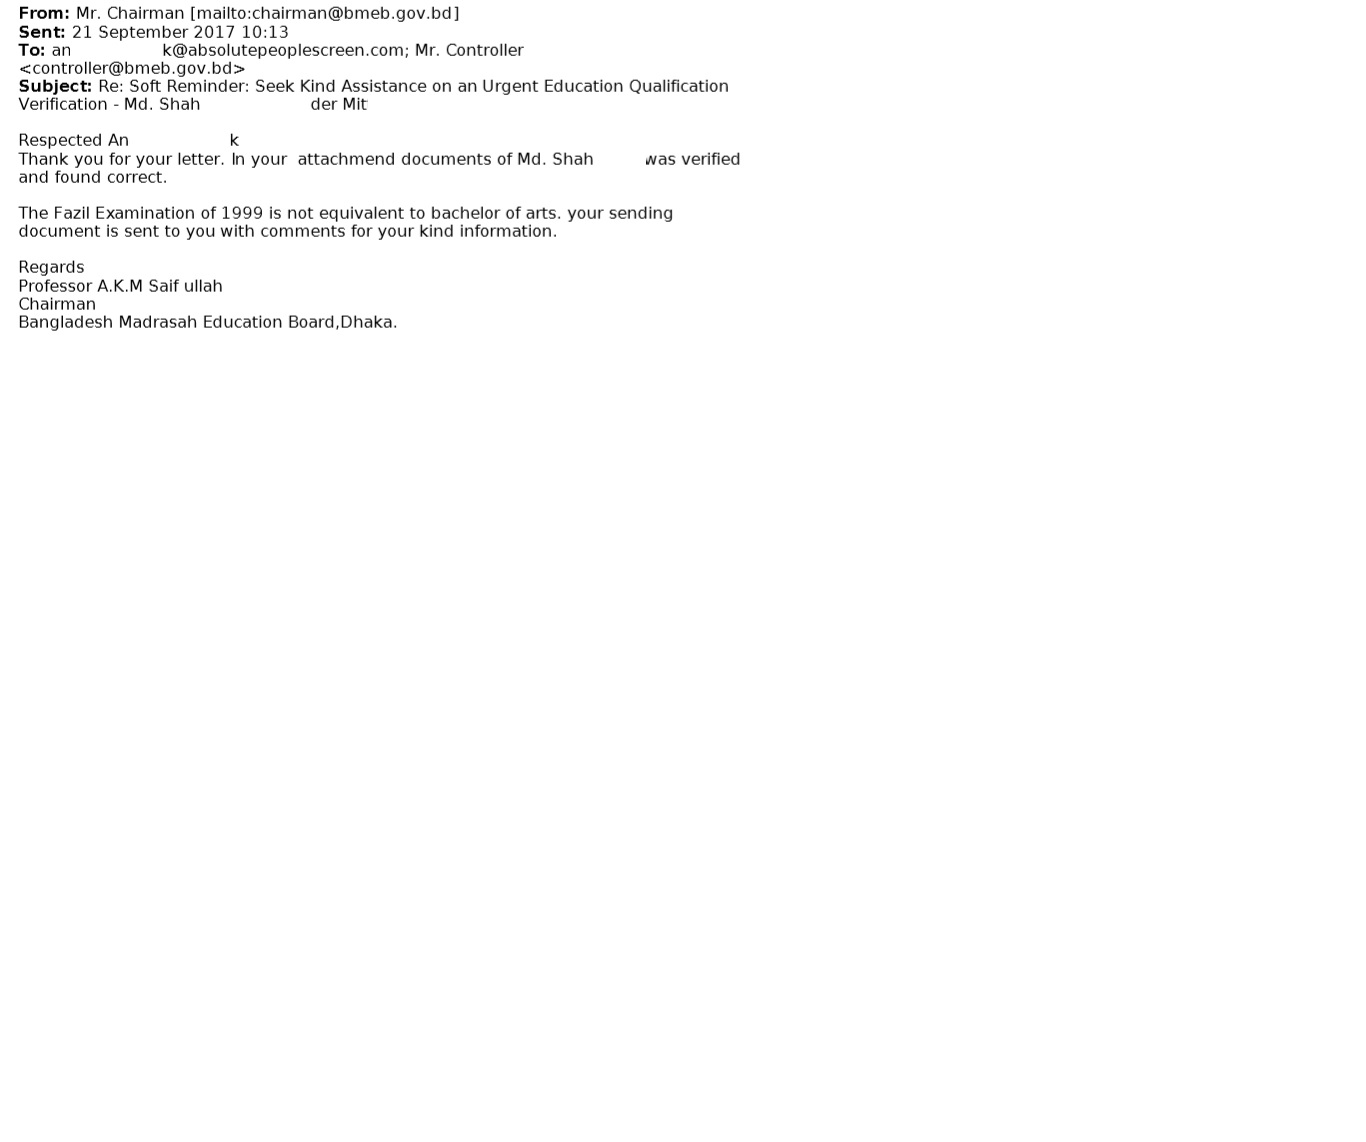 From: Mr. Chairman [mailto:chairman@bmeb.gov.bd]
Sent: 21 September 2017 10:13
To: an k@absolutepeoplescreen.com; Mr. Controller
<controller@bmeb.gov.bd>
Subject: Re: Soft Reminder: Seek Kind Assistance on an Urgent Education Qualification
Verification - Md. Shah der Mit
Respected An k
Thank you for your letter. In your attachmend documents of Md. Shah was verified
and found correct.
The Fazil Examination of 1999 is not equivalent to bachelor of arts. your sending
document is sent to you with comments for your kind information.
Regards
Professor A.K.M Saif ullah
Chairman
Bangladesh Madrasah Education Board,Dhaka.